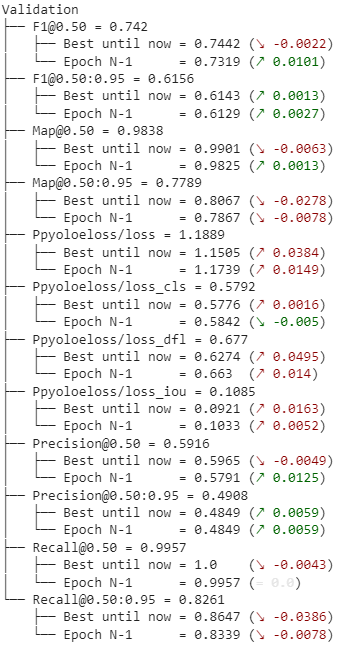 Validation
├── F1@0.50 = 0.742
│   ├── Best until now = 0.7442 (↘ -0.0022)
│   └── Epoch N-1      = 0.7319 (↗ 0.0101)
├── F1@0.50:0.95 = 0.6156
│   ├── Best until now = 0.6143 (↗ 0.0013)
│   └── Epoch N-1      = 0.6129 (↗ 0.0027)
├── Map@0.50 = 0.9838
│   ├── Best until now = 0.9901 (↘ -0.0063)
│   └── Epoch N-1      = 0.9825 (↗ 0.0013)
├── Map@0.50:0.95 = 0.7789
│   ├── Best until now = 0.8067 (↘ -0.0278)
│   └── Epoch N-1      = 0.7867 (↘ -0.0078)
├── Ppyoloeloss/loss = 1.1889
│   ├── Best until now = 1.1505 (↗ 0.0384)
│   └── Epoch N-1      = 1.1739 (↗ 0.0149)
├── Ppyoloeloss/loss_cls = 0.5792
│   ├── Best until now = 0.5776 (↗ 0.0016)
│   └── Epoch N-1      = 0.5842 (↘ -0.005)
├── Ppyoloeloss/loss_dfl = 0.677
│   ├── Best until now = 0.6274 (↗ 0.0495)
│   └── Epoch N-1      = 0.663  (↗ 0.014)
├── Ppyoloeloss/loss_iou = 0.1085
│   ├── Best until now = 0.0921 (↗ 0.0163)
│   └── Epoch N-1      = 0.1033 (↗ 0.0052)
├── Precision@0.50 = 0.5916
│   ├── Best until now = 0.5965 (↘ -0.0049)
│   └── Epoch N-1      = 0.5791 (↗ 0.0125)
├── Precision@0.50:0.95 = 0.4908
│   ├── Best until now = 0.4849 (↗ 0.0059)
│   └── Epoch N-1      = 0.4849 (↗ 0.0059)
├── Recall@0.50 = 0.9957
│   ├── Best until now = 1.0    (↘ -0.0043)
│   └── Epoch N-1      = 0.9957 (= 0.0)
└── Recall@0.50:0.95 = 0.8261
    ├── Best until now = 0.8647 (↘ -0.0386)
    └── Epoch N-1      = 0.8339 (↘ -0.0078)